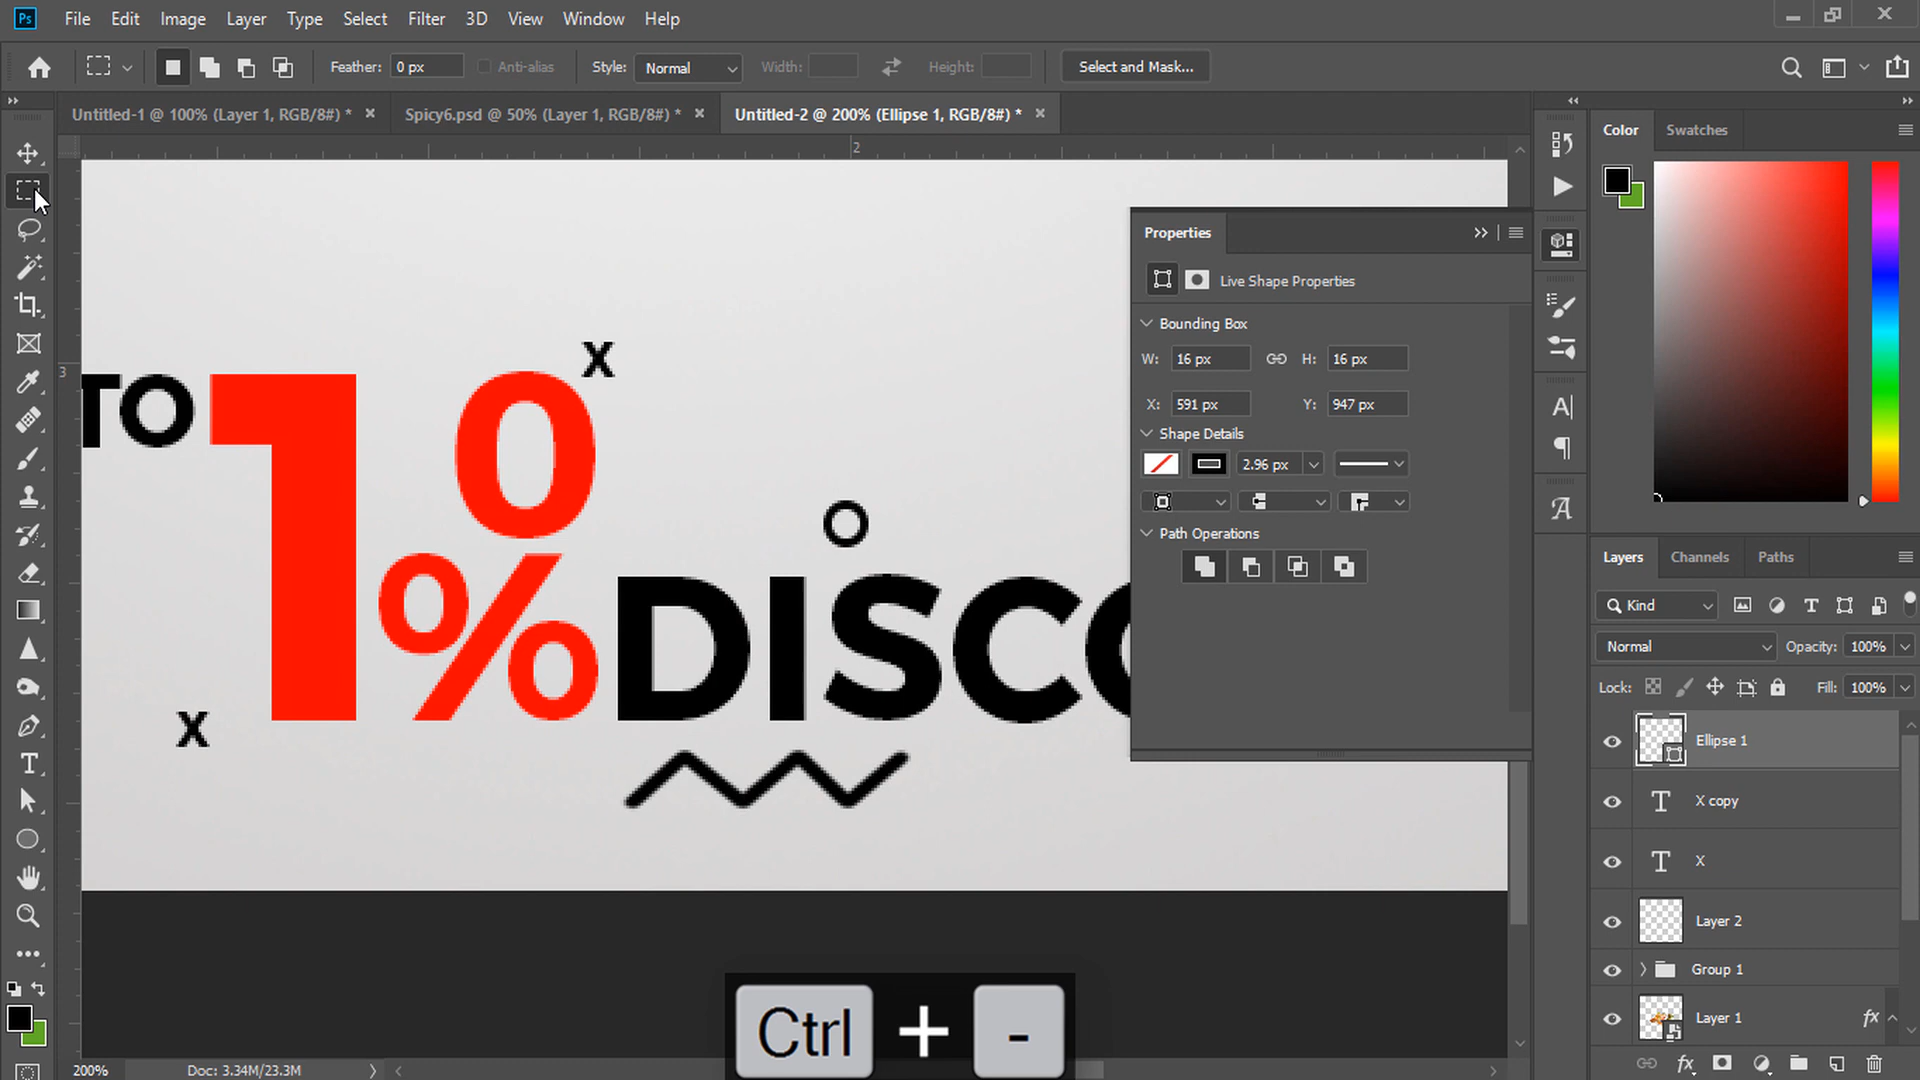 Ps File Edit Image Layer Type Select Filter 3D View Window Help
Feather: 0 px Anti-alias Style: Normal Width: Height: Select and Mask...
Untitled-1 @ 100% (Layer 1, RGB/8#) * × Spicy6.psd @ 50% (Layer 1, RGB/8#) * × Untitled-2 @ 200% (Ellipse 1, RGB/8#) * ×
2
3
Color Swatches
Properties
Live Shape Properties
Bounding Box
W: 16 px H: 16 px
X: 591 px Y: 947 px
Shape Details
2.96 px
Path Operations
X
TO 10
%
DISCO
X
Layers Channels Paths
Kind
Normal Opacity: 100%
Lock: Fill: 100%
Ellipse 1
X copy
X
Layer 2
Group 1
Layer 1 fx
Ctrl + -
200% Doc: 3.34M/23.3M